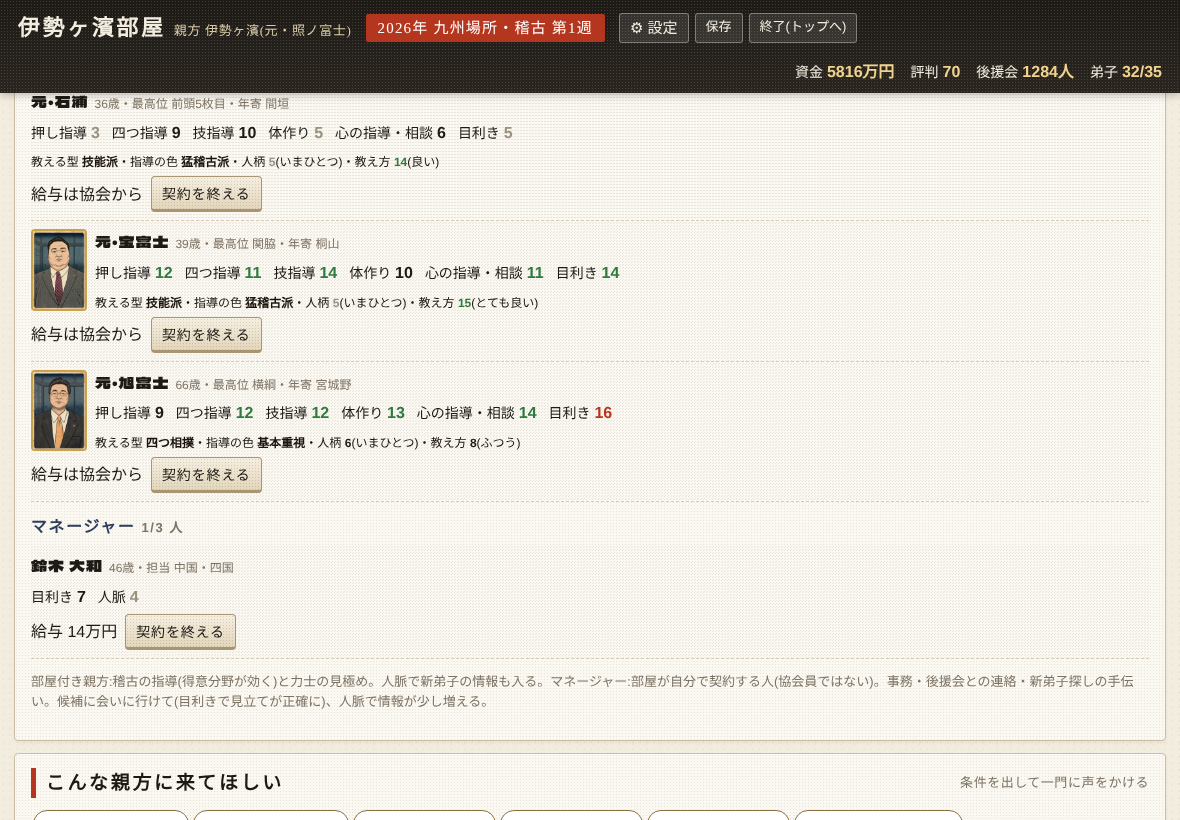 伊勢ヶ濱部屋 親方 伊勢ヶ濱(元・照ノ富士) 2026年 九州場所・稽古 第1週 ⚙ 設定 保存 終了(トップへ)
資金 5816万円 評判 70 後援会 1284人 弟子 32/35
元・石浦 36歳・最高位 前頭5枚目・年寄 間垣
押し指導 3 四つ指導 9 技指導 10 体作り 5 心の指導・相談 6 目利き 5
教える型 技能派・指導の色 猛稽古派・人柄 5(いまひとつ)・教え方 14(良い)
給与は協会から 契約を終える
元・宝富士 39歳・最高位 関脇・年寄 桐山
押し指導 12 四つ指導 11 技指導 14 体作り 10 心の指導・相談 11 目利き 14
教える型 技能派・指導の色 猛稽古派・人柄 5(いまひとつ)・教え方 15(とても良い)
給与は協会から 契約を終える
元・旭富士 66歳・最高位 横綱・年寄 宮城野
押し指導 9 四つ指導 12 技指導 12 体作り 13 心の指導・相談 14 目利き 16
教える型 四つ相撲・指導の色 基本重視・人柄 6(いまひとつ)・教え方 8(ふつう)
給与は協会から 契約を終える
マネージャー 1/3 人
鈴木 大和 46歳・担当 中国・四国
目利き 7 人脈 4
給与 14万円 契約を終える
部屋付き親方:稽古の指導(得意分野が効く)と力士の見極め。人脈で新弟子の情報も入る。マネージャー:部屋が自分で契約する人(協会員ではない)。事務・後援会との連絡・新弟子探しの手伝
い。候補に会いに行けて(目利きで見立てが正確に)、人脈で情報が少し増える。
こんな親方に来てほしい 条件を出して一門に声をかける